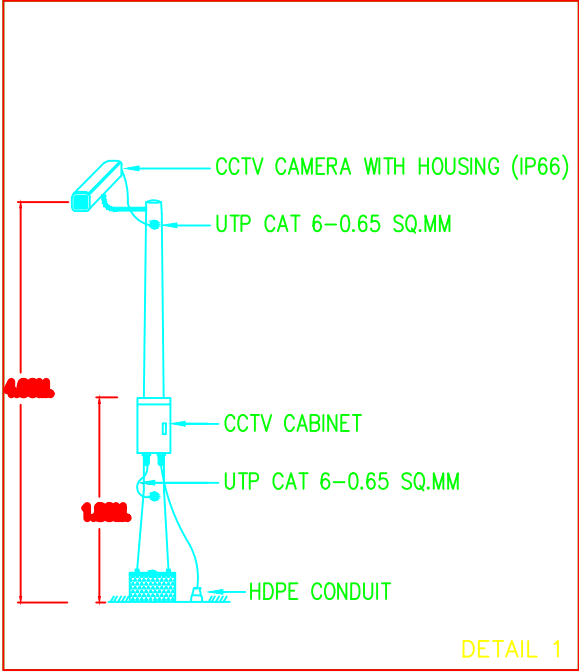 CCTV CAMERA WITH HOUSING (IP66)
UTP CAT 6-0.65 SQ.MM
CCTV CABINET
UTP CAT 6-0.65 SQ.MM
HDPE CONDUIT
DETAIL 1